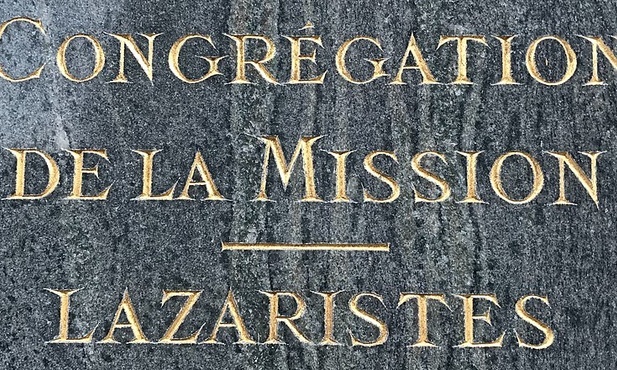 CONGRÉGATION
DE LA MISSION
LAZARISTES